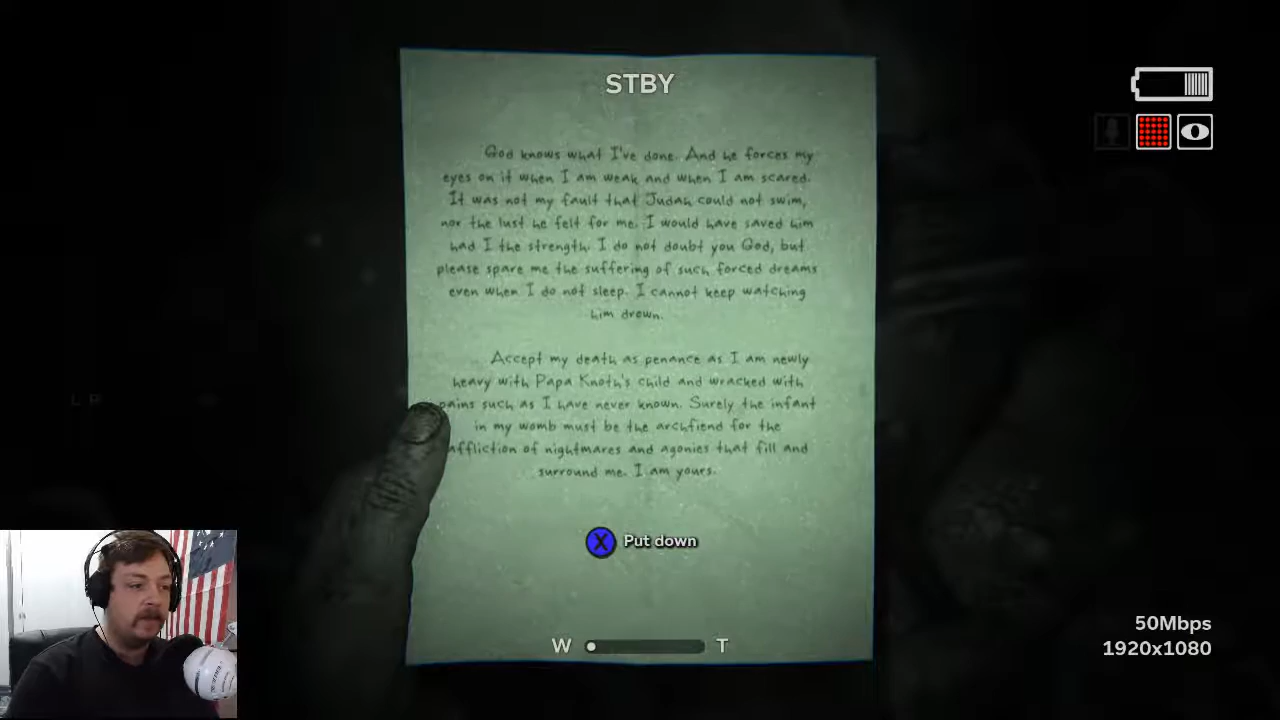 STBY
God knows what I've done. And he forces my
eyes on it when I am weak and when I am scared.
It was not my fault that Judah could not swim,
nor the lust he felt for me. I would have saved him
had I the strength. I do not doubt you God, but
please spare me the suffering of such forced dreams
even when I do not sleep. I cannot keep watching
him drown.
Accept my death as penance as I am newly
heavy with Papa Knoth's child and wracked with
pains such as I have never known. Surely the infant
in my womb must be the archfiend for the
affliction of nightmares and agonies that fill and
surround me. I am yours.
L R
X Put down
W T
50Mbps
1920x1080